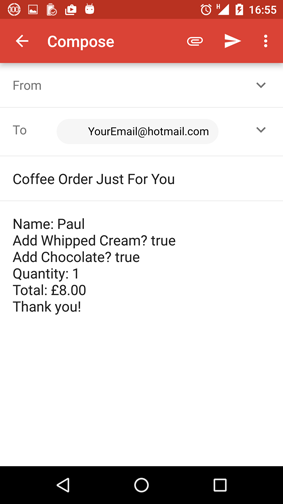 16:55
Compose
From
To YourEmail@hotmail.com
Coffee Order Just For You
Name: Paul
Add Whipped Cream? true
Add Chocolate? true
Quantity: 1
Total: £8.00
Thank you!